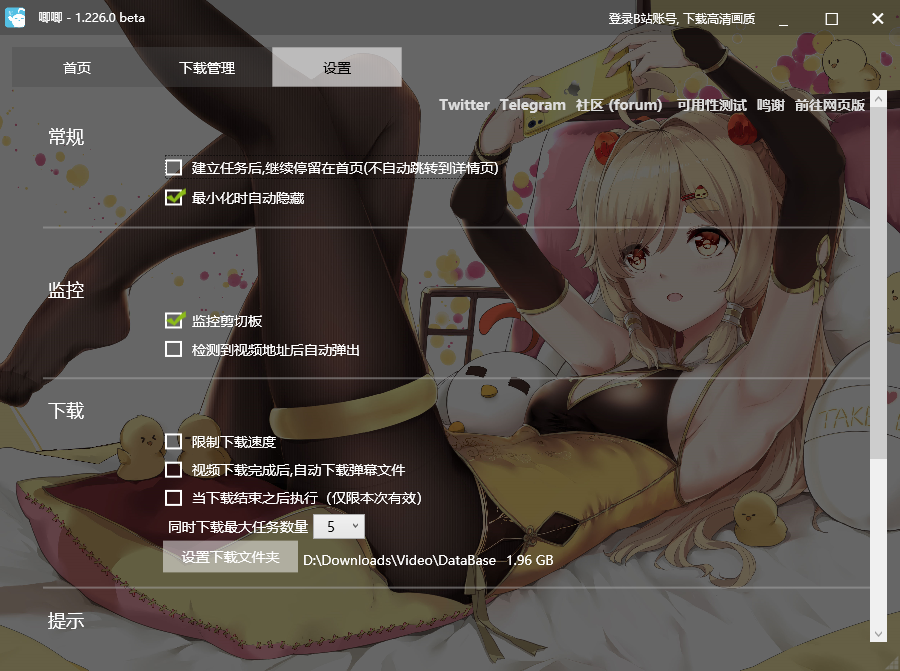 唧唧 - 1.226.0 beta
登录B站账号, 下载高清画质
首页
下载管理
设置
Twitter Telegram 社区 (forum) 可用性测试 鸣谢 前往网页版
常规
建立任务后,继续停留在首页(不自动跳转到详情页)
最小化时自动隐藏
监控
监控剪切板
检测到视频地址后自动弹出
下载
TAKE
限制下载速度
视频下载完成后,自动下载弹幕文件
当下载结束之后执行（仅限本次有效）
同时下载最大任务数量 5
设置下载文件夹 D:\Downloads\Video\DataBase 1.96 GB
提示